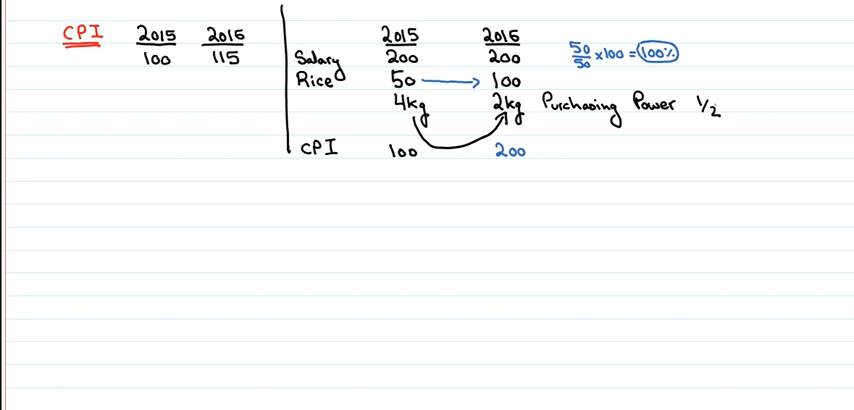 CPI 2015 2016
100 115
2015 2016
Salary 200 200 50/50 x 100 = 100%
Rice 50 100
4kg 2kg Purchasing Power 1/2
CPI 100 200